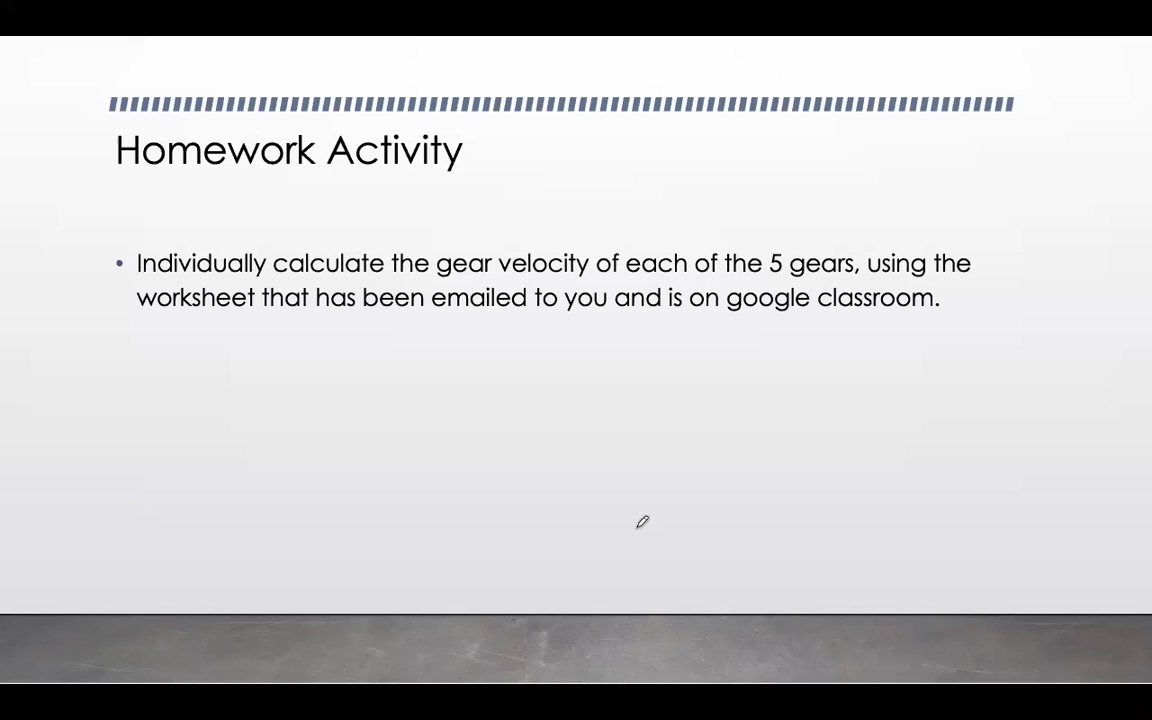 Homework Activity
• Individually calculate the gear velocity of each of the 5 gears, using the
worksheet that has been emailed to you and is on google classroom.